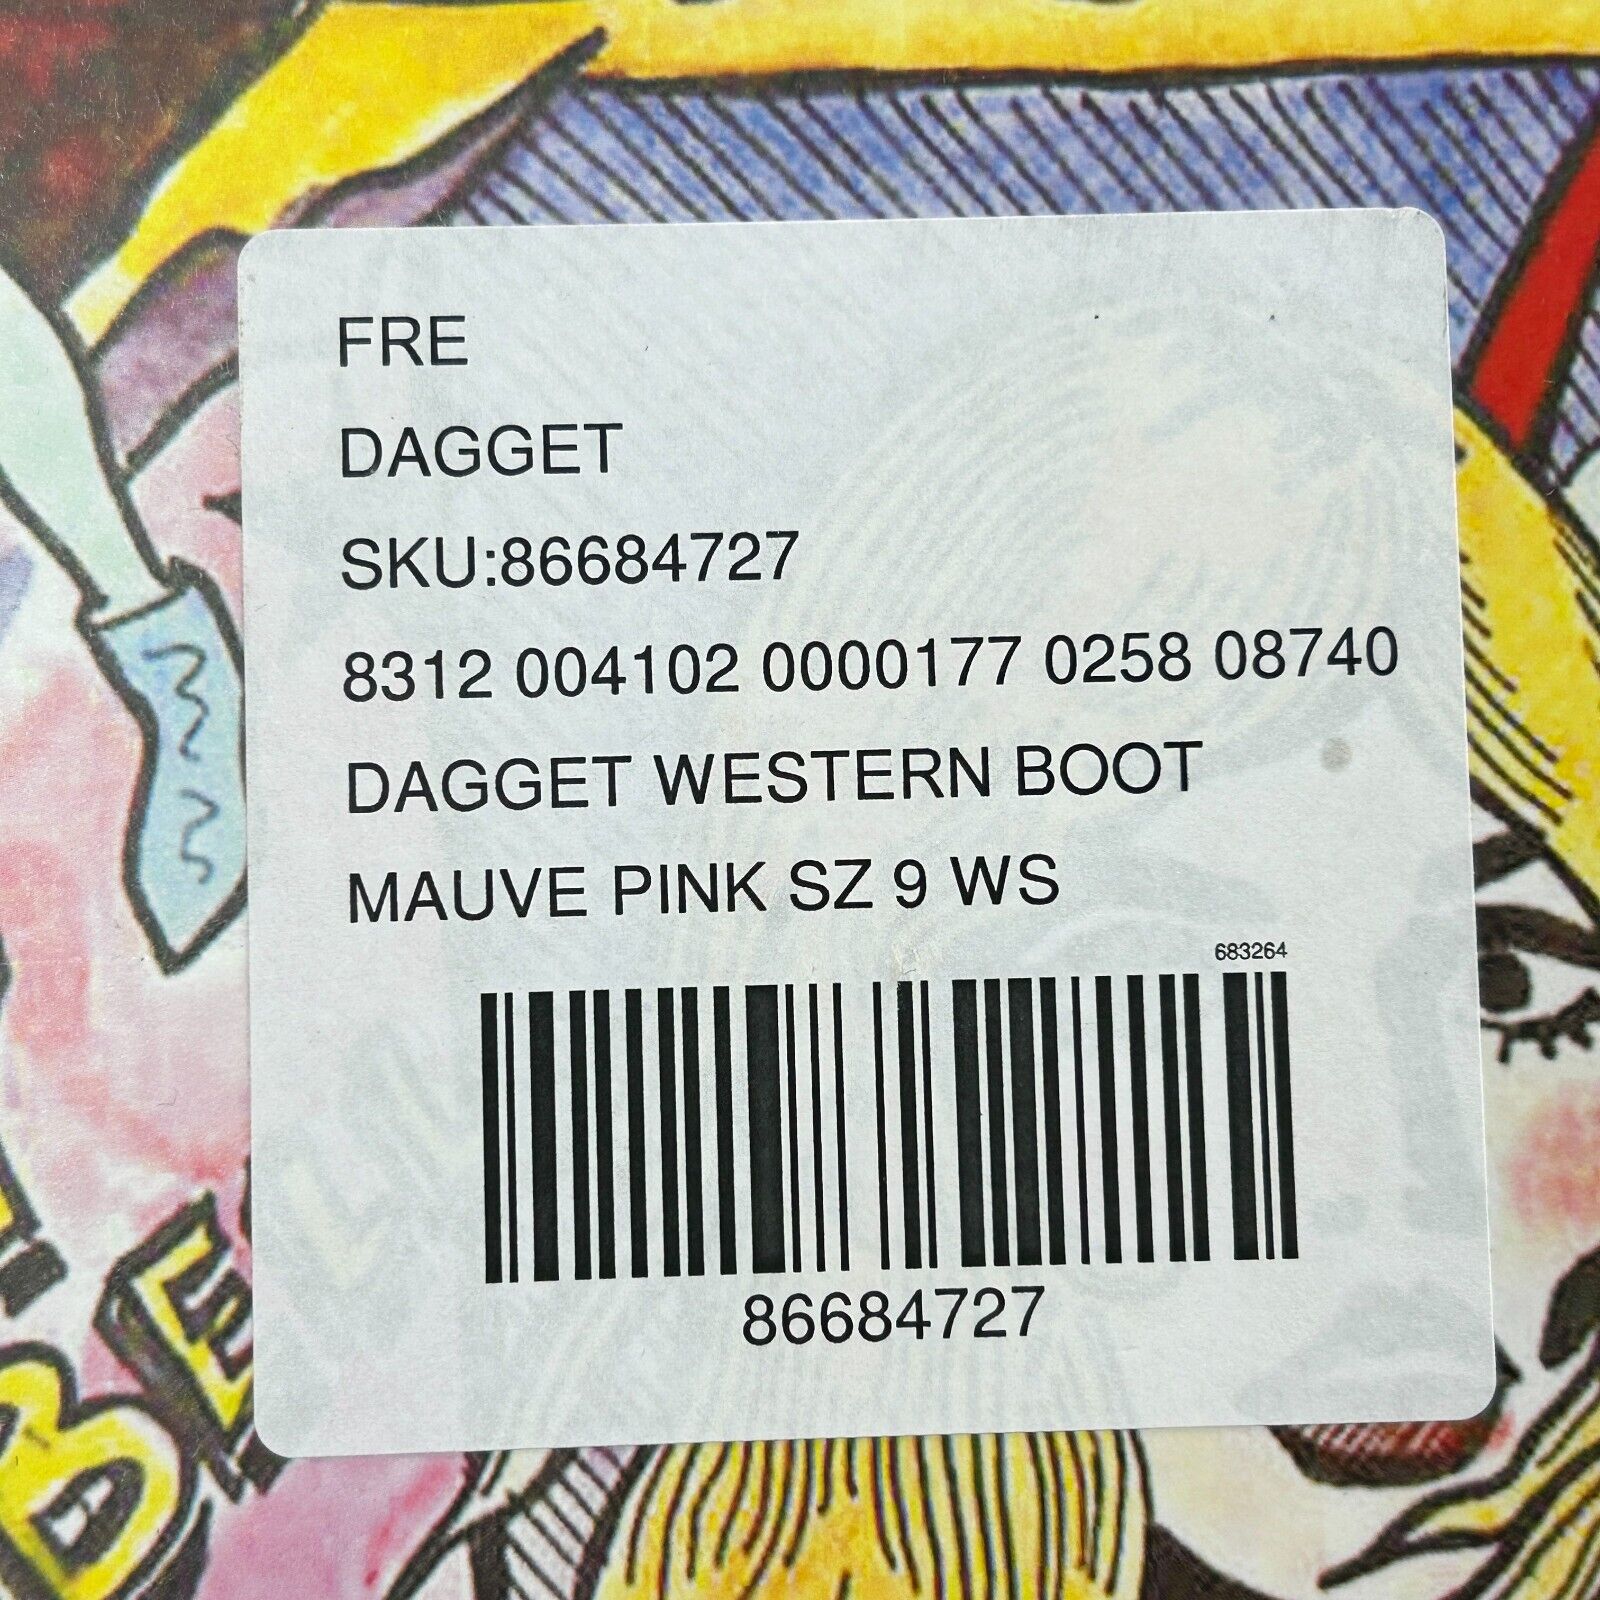 FRE
DAGGET
SKU:86684727
8312 004102 0000177 0258 08740
DAGGET WESTERN BOOT
MAUVE PINK SZ 9 WS
683264
86684727
BE